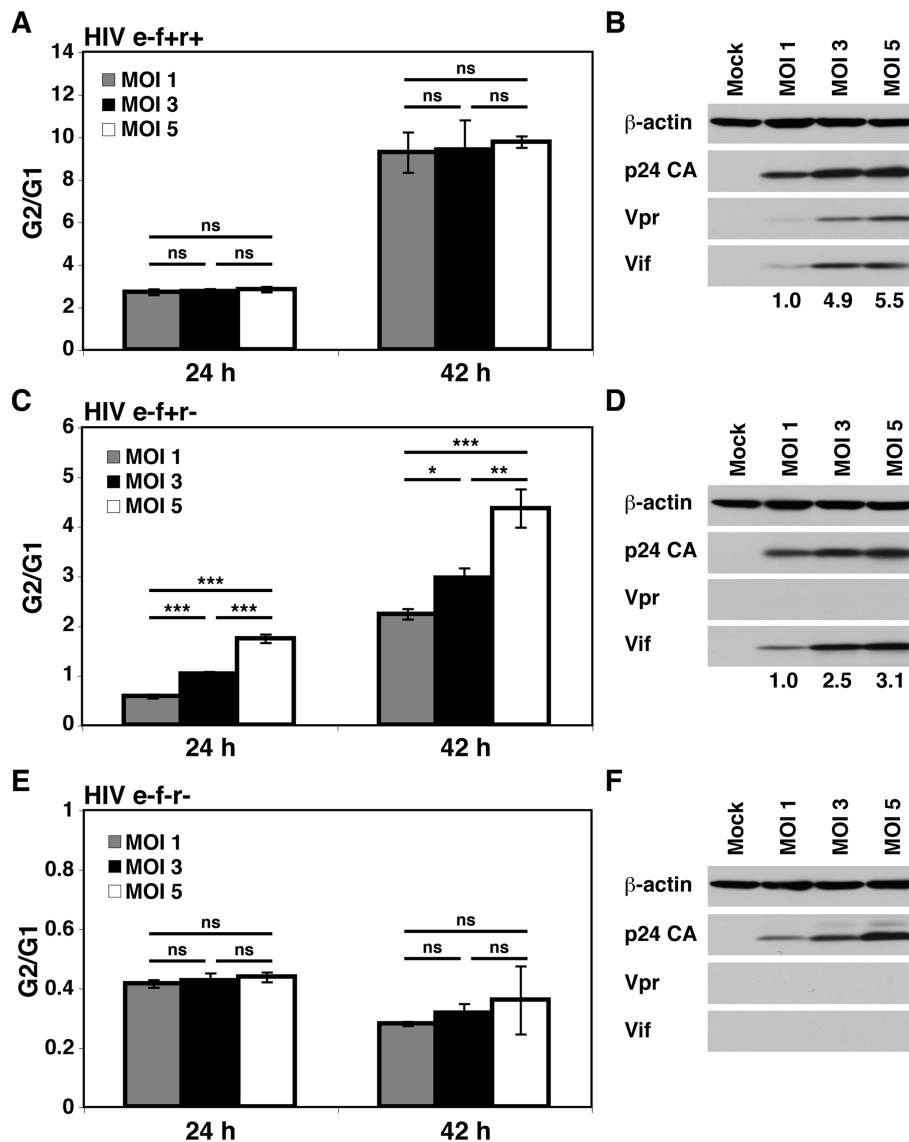 A
HIV e-f+r+
14
12
10
8
6
4
2
0
G2/G1
MOI 1
MOI 3
MOI 5
ns
ns ns
ns
ns ns
24 h 42 h
B
Mock MOI 1 MOI 3 MOI 5
β-actin
p24 CA
Vpr
Vif
1.0 4.9 5.5
C
HIV e-f+r-
6
5
4
3
2
1
0
G2/G1
MOI 1
MOI 3
MOI 5
***
*** ***
***
* **
24 h 42 h
D
Mock MOI 1 MOI 3 MOI 5
β-actin
p24 CA
Vpr
Vif
1.0 2.5 3.1
E
HIV e-f-r-
1
0.8
0.6
0.4
0.2
0
G2/G1
MOI 1
MOI 3
MOI 5
ns
ns ns
ns
ns ns
24 h 42 h
F
Mock MOI 1 MOI 3 MOI 5
β-actin
p24 CA
Vpr
Vif